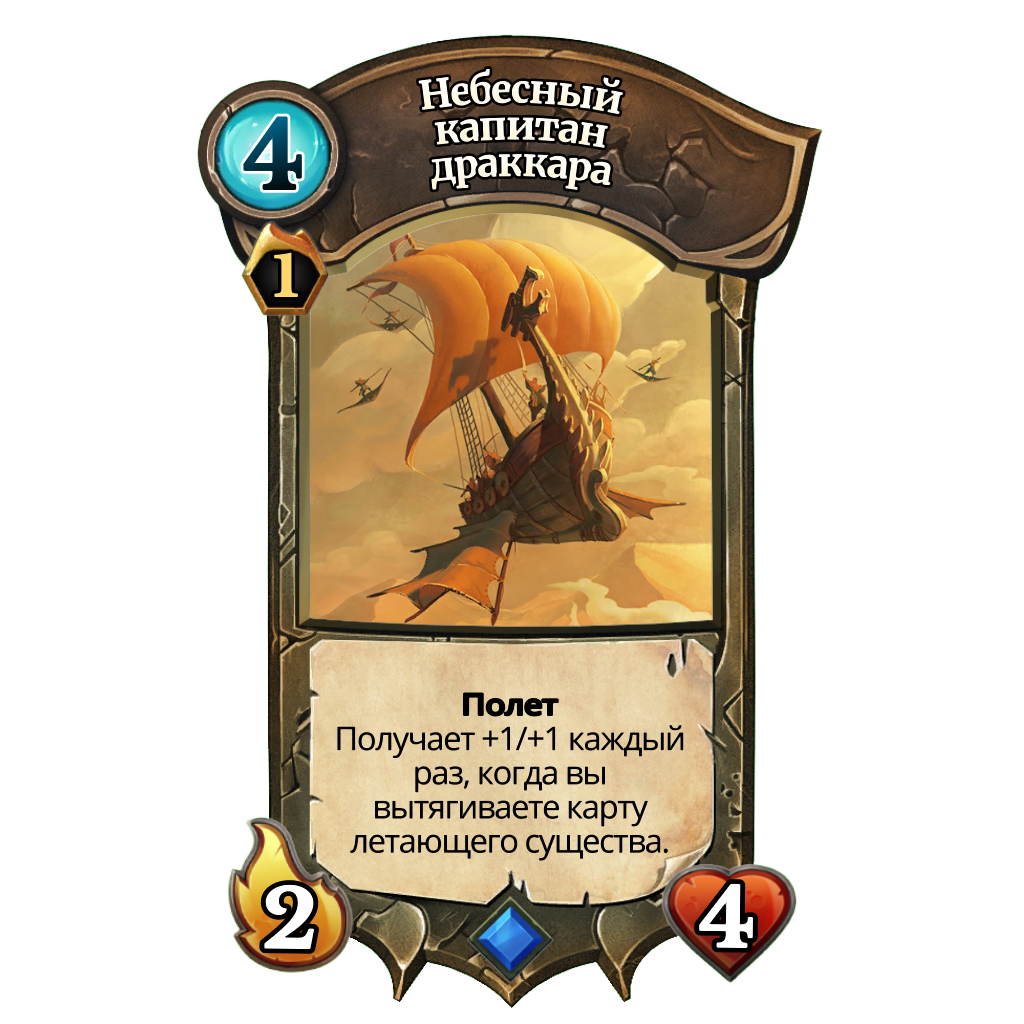 Небесный
капитан
драккара
4
1
Полет
Получает +1/+1 каждый
раз, когда вы
вытягиваете карту
летающего существа.
2
4